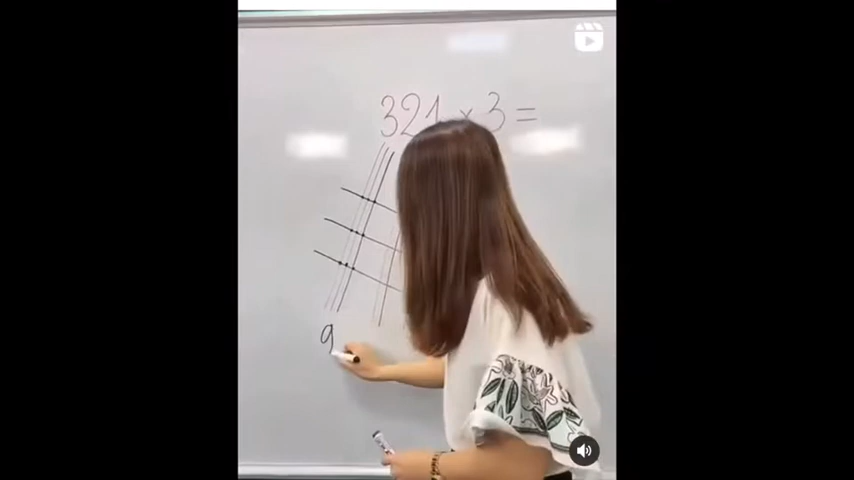 321 × 3 =
9